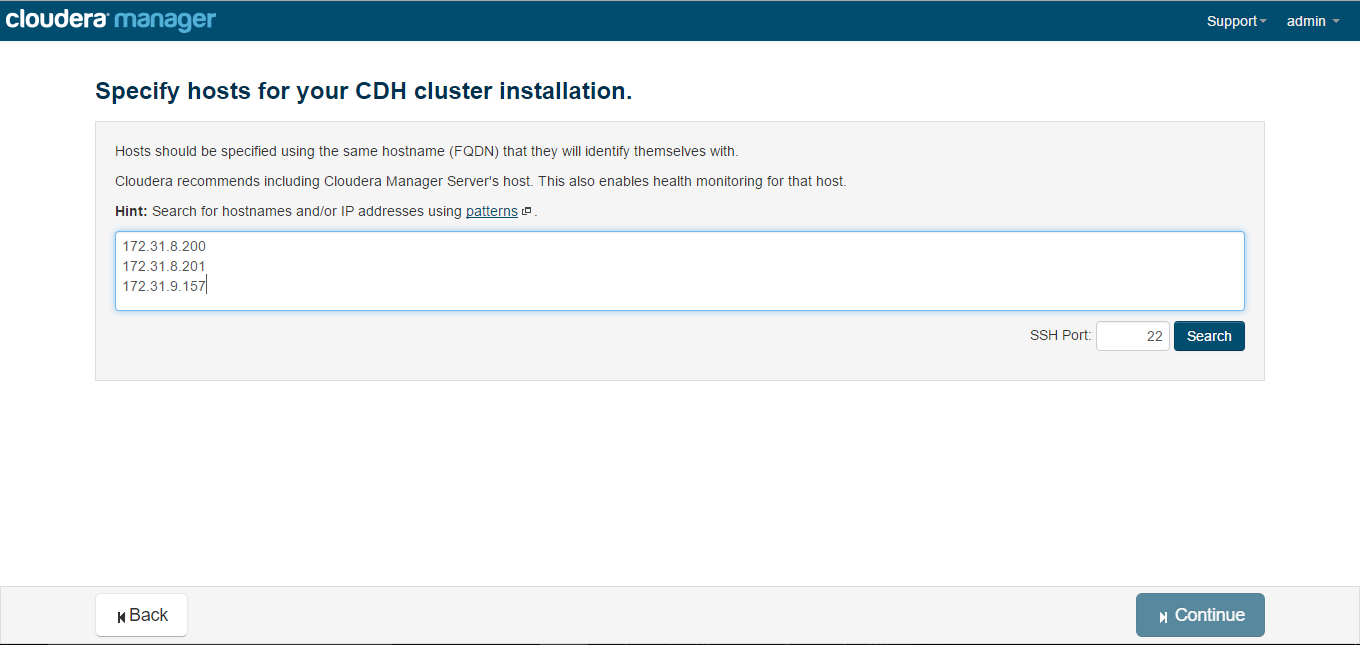 cloudera manager
Support
admin
Specify hosts for your CDH cluster installation.
Hosts should be specified using the same hostname (FQDN) that they will identify themselves with.
Cloudera recommends including Cloudera Manager Server's host. This also enables health monitoring for that host.
Hint: Search for hostnames and/or IP addresses using patterns .
172.31.8.200
172.31.8.201
172.31.9.157
SSH Port: 22 Search
Back
Continue